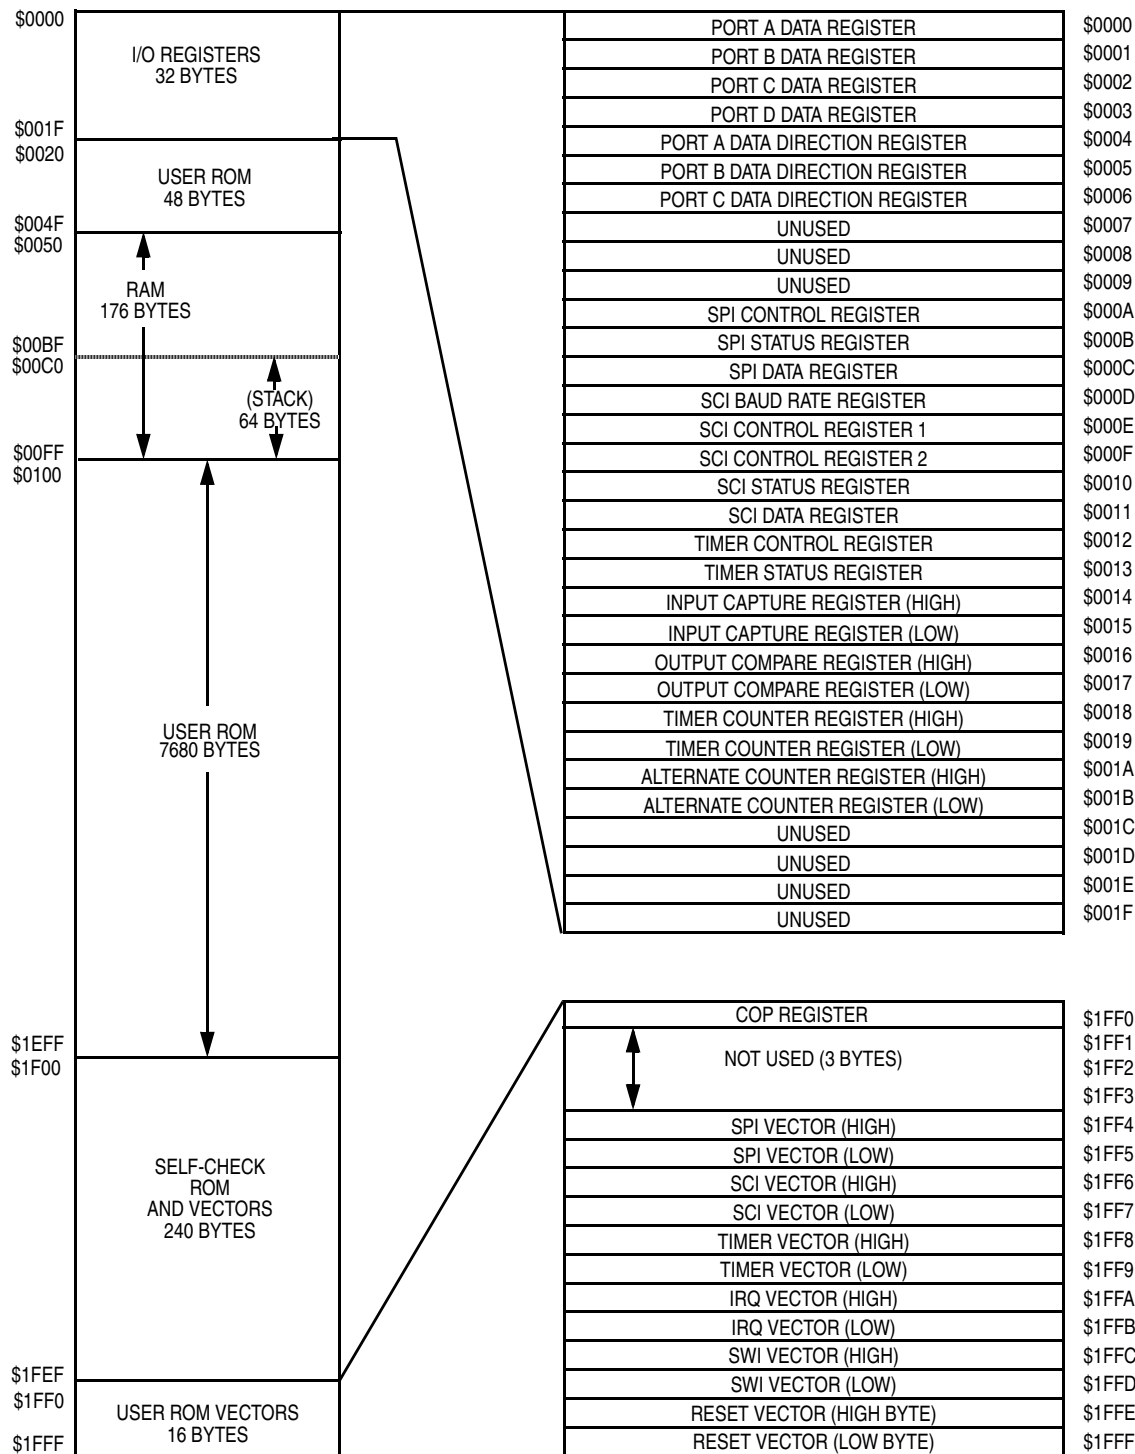 $0000
I/O REGISTERS
32 BYTES
$001F
$0020
USER ROM
48 BYTES
$004F
$0050
RAM
176 BYTES
$00BF
$00C0
(STACK)
64 BYTES
$00FF
$0100
USER ROM
7680 BYTES
$1EFF
$1F00
SELF-CHECK
ROM
AND VECTORS
240 BYTES
$1FEF
$1FF0
USER ROM VECTORS
16 BYTES
$1FFF
PORT A DATA REGISTER $0000
PORT B DATA REGISTER $0001
PORT C DATA REGISTER $0002
PORT D DATA REGISTER $0003
PORT A DATA DIRECTION REGISTER $0004
PORT B DATA DIRECTION REGISTER $0005
PORT C DATA DIRECTION REGISTER $0006
UNUSED $0007
UNUSED $0008
UNUSED $0009
SPI CONTROL REGISTER $000A
SPI STATUS REGISTER $000B
SPI DATA REGISTER $000C
SCI BAUD RATE REGISTER $000D
SCI CONTROL REGISTER 1 $000E
SCI CONTROL REGISTER 2 $000F
SCI STATUS REGISTER $0010
SCI DATA REGISTER $0011
TIMER CONTROL REGISTER $0012
TIMER STATUS REGISTER $0013
INPUT CAPTURE REGISTER (HIGH) $0014
INPUT CAPTURE REGISTER (LOW) $0015
OUTPUT COMPARE REGISTER (HIGH) $0016
OUTPUT COMPARE REGISTER (LOW) $0017
TIMER COUNTER REGISTER (HIGH) $0018
TIMER COUNTER REGISTER (LOW) $0019
ALTERNATE COUNTER REGISTER (HIGH) $001A
ALTERNATE COUNTER REGISTER (LOW) $001B
UNUSED $001C
UNUSED $001D
UNUSED $001E
UNUSED $001F
COP REGISTER $1FF0
$1FF1
NOT USED (3 BYTES) $1FF2
$1FF3
SPI VECTOR (HIGH) $1FF4
SPI VECTOR (LOW) $1FF5
SCI VECTOR (HIGH) $1FF6
SCI VECTOR (LOW) $1FF7
TIMER VECTOR (HIGH) $1FF8
TIMER VECTOR (LOW) $1FF9
IRQ VECTOR (HIGH) $1FFA
IRQ VECTOR (LOW) $1FFB
SWI VECTOR (HIGH) $1FFC
SWI VECTOR (LOW) $1FFD
RESET VECTOR (HIGH BYTE) $1FFE
RESET VECTOR (LOW BYTE) $1FFF